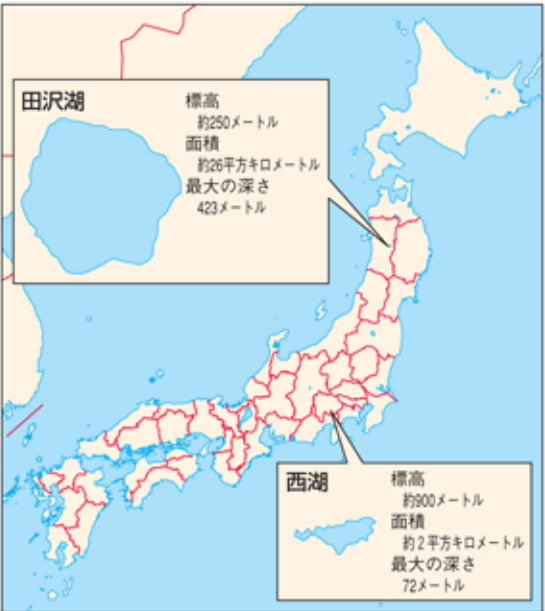 田沢湖
標高
約250メートル
面積
約26平方キロメートル
最大の深さ
423メートル
西湖
標高
約900メートル
面積
約2平方キロメートル
最大の深さ
72メートル